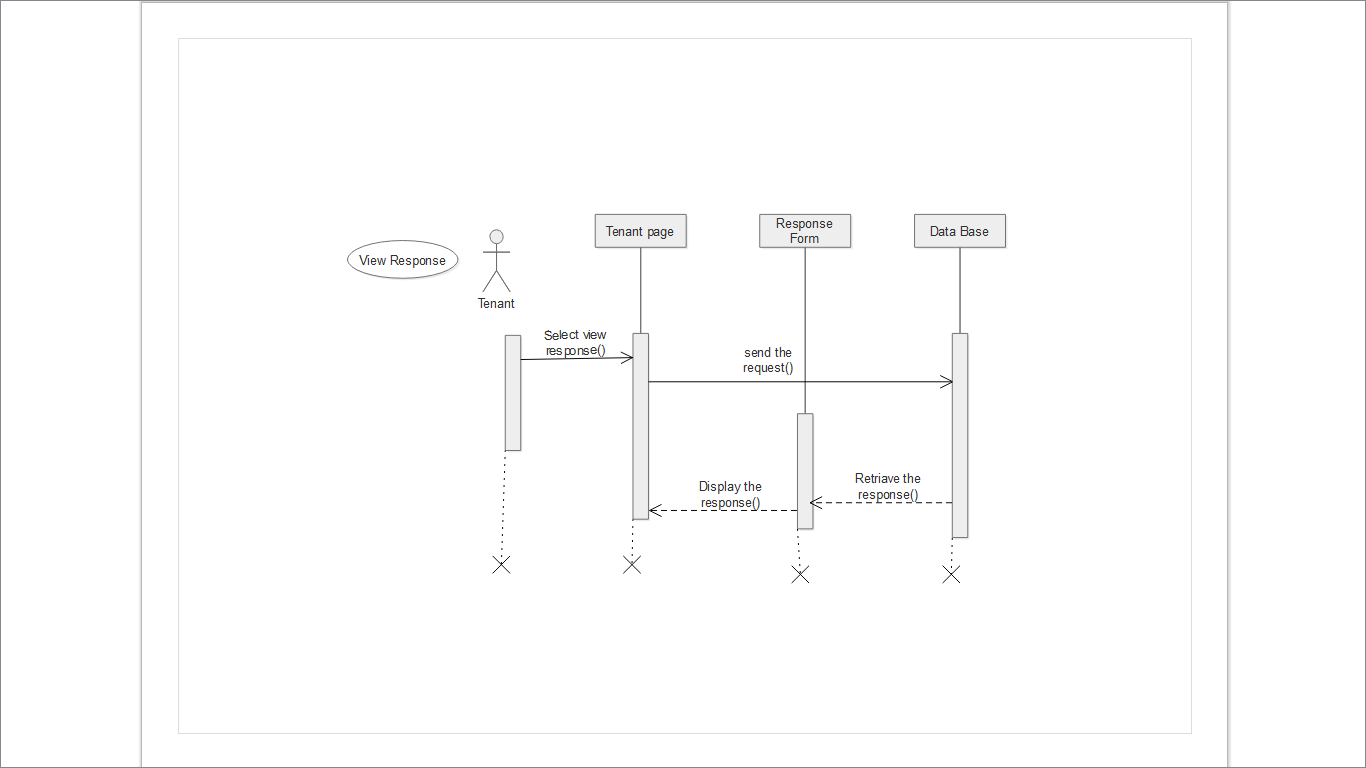 Tenant page
Response
Form
Data Base
View Response
Tenant
Select view
response()
send the
request()
Retriave the
response()
Display the
response()